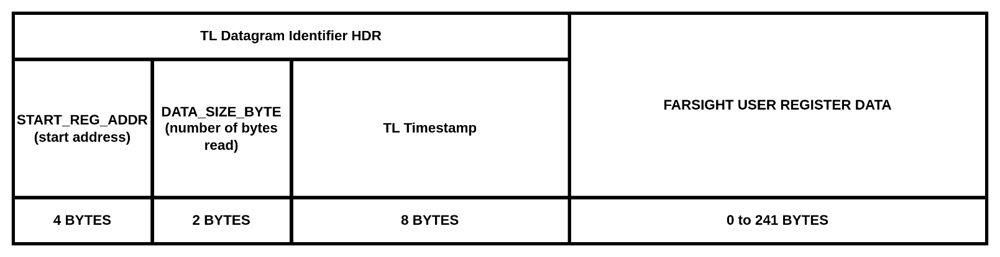 TL Datagram Identifier HDR
FARSIGHT USER REGISTER DATA
START_REG_ADDR
(start address)
DATA_SIZE_BYTE
(number of bytes
read)
TL Timestamp
4 BYTES
2 BYTES
8 BYTES
0 to 241 BYTES